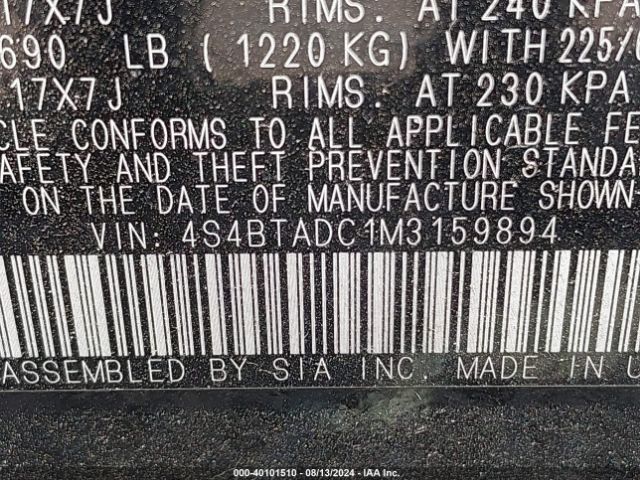 17X7J RIMS. AT 240 KPA
690 LB ( 1220 KG) WITH 225/
17X7J RIMS. AT 230 KPA
CLE CONFORMS TO ALL APPLICABLE FE
AFETY AND THEFT PREVENTION STANDA
ON THE DATE OF MANUFACTURE SHOWN
VIN: 4S4BTADC1M3159894
ASSEMBLED BY SIA INC. MADE IN U
000-40101510 - 08/13/2024 - IAA Inc.